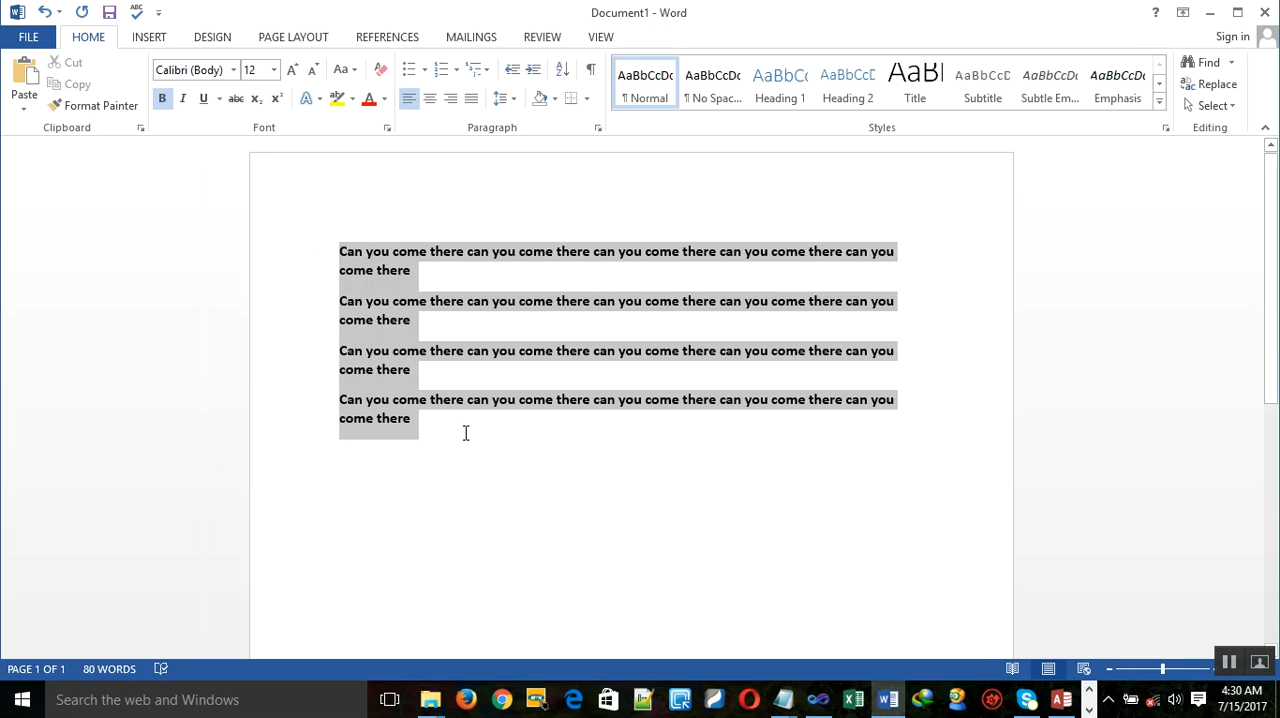 Document1 - Word
Sign in
FILE HOME INSERT DESIGN PAGE LAYOUT REFERENCES MAILINGS REVIEW VIEW
Paste
Cut
Copy
Format Painter
Clipboard
Calibri (Body) 12
Font
Paragraph
AaBbCcDc AaBbCcDc AaBbCc AaBbCcD AaBl AaBbCcD AaBbCcDc AaBbCcDc
¶ Normal ¶ No Spac... Heading 1 Heading 2 Title Subtitle Subtle Em... Emphasis
Styles
Find
Replace
Select
Editing
Can you come there can you come there can you come there can you come there can you
come there
Can you come there can you come there can you come there can you come there can you
come there
Can you come there can you come there can you come there can you come there can you
come there
Can you come there can you come there can you come there can you come there can you
come there
PAGE 1 OF 1 80 WORDS
Search the web and Windows
4:30 AM
7/15/2017